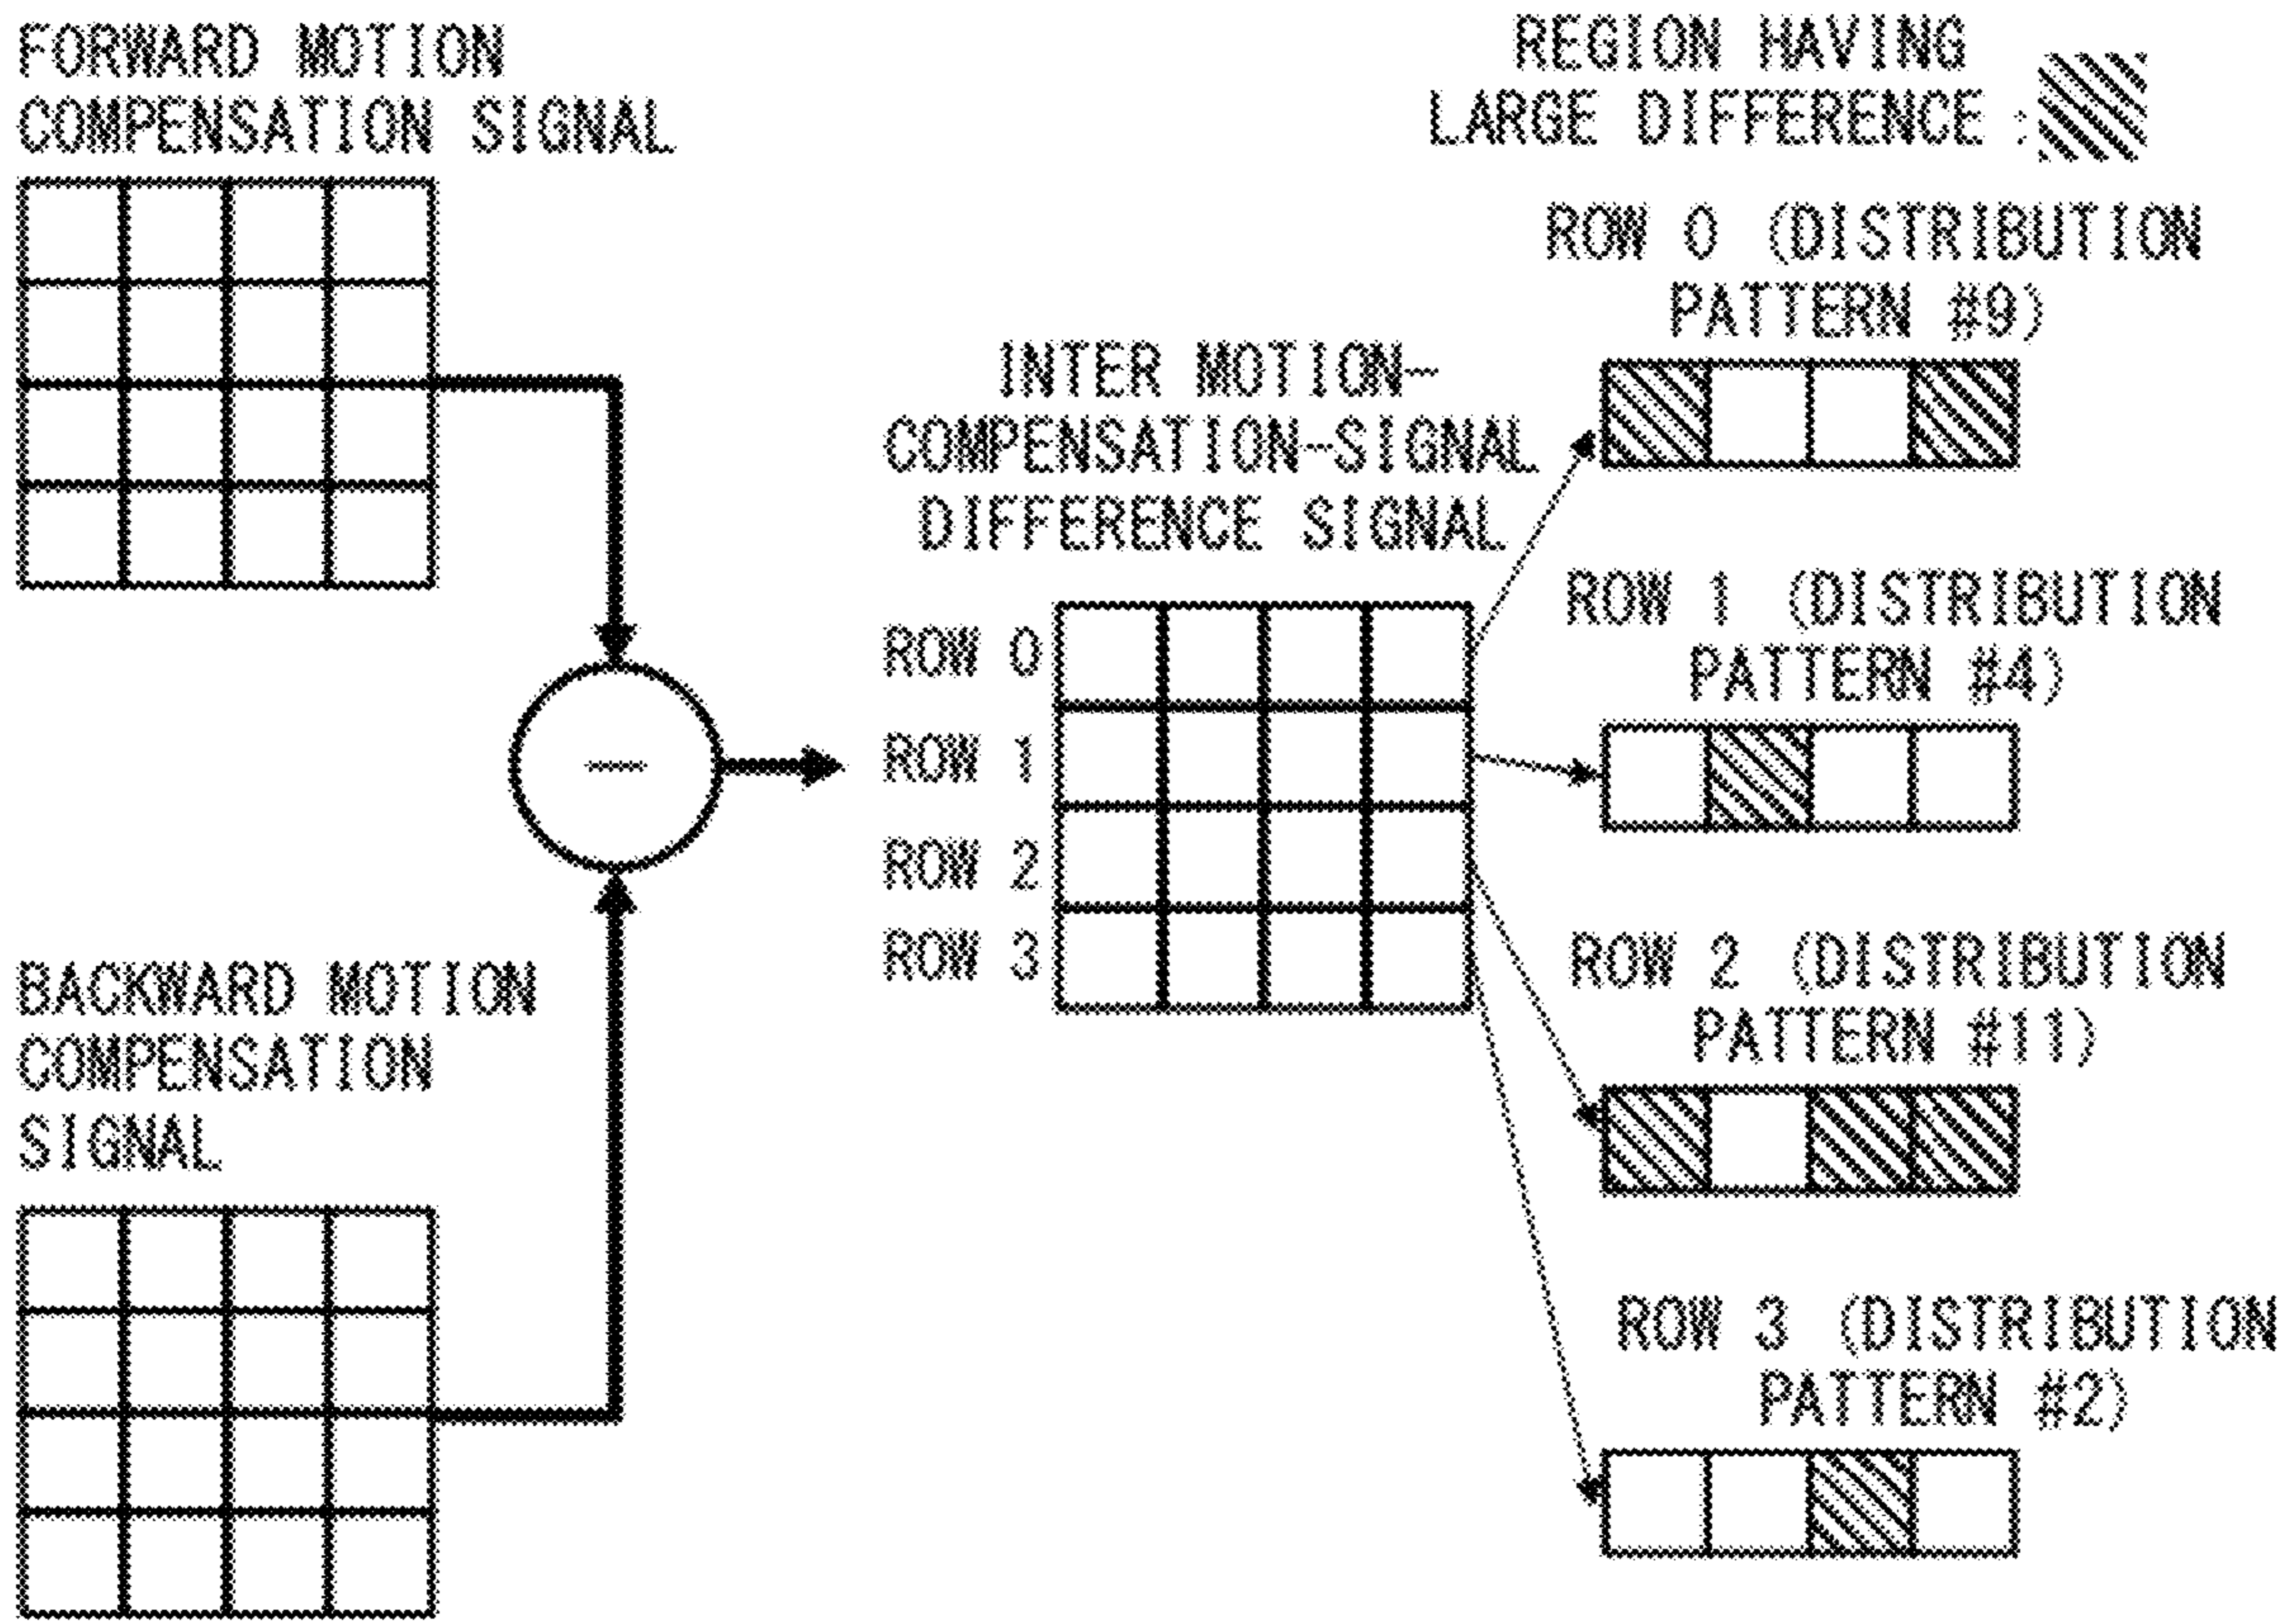 FORWARD MOTION
COMPENSATION SIGNAL
REGION HAVING
LARGE DIFFERENCE :
ROW 0 (DISTRIBUTION
PATTERN #9)
INTER MOTION-
COMPENSATION-SIGNAL
DIFFERENCE SIGNAL
ROW 0
ROW 1
ROW 2
ROW 3
—
ROW 1 (DISTRIBUTION
PATTERN #4)
ROW 2 (DISTRIBUTION
PATTERN #11)
BACKWARD MOTION
COMPENSATION
SIGNAL
ROW 3 (DISTRIBUTION
PATTERN #2)